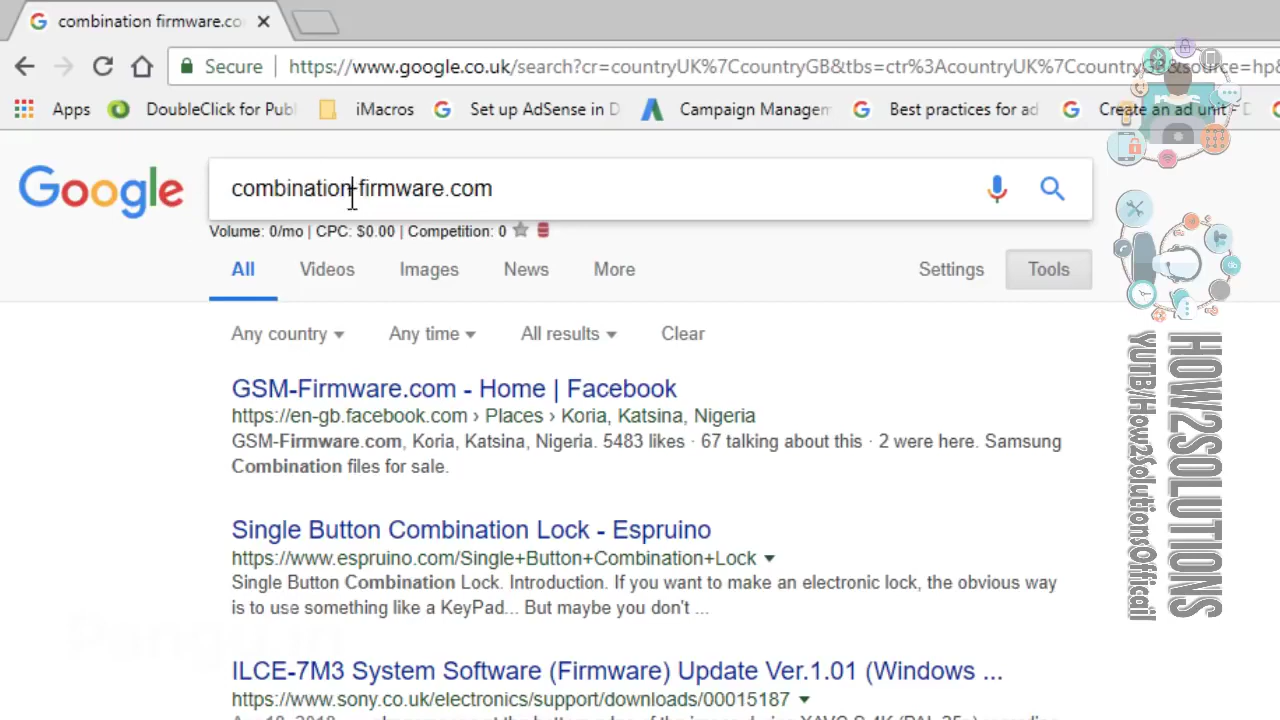 combination firmware.co
Secure
https://www.google.co.uk/search?cr=countryUK%7CcountryGB&tbs=ctr%3AcountryUK%7CcountryGB&source=hp&
Apps
DoubleClick for Publ
iMacros
Set up AdSense in D
Campaign Managem
Best practices for ad
Create an ad unit - D
Google
combination-firmware.com
Volume: 0/mo | CPC: $0.00 | Competition: 0
All
Videos
Images
News
More
Settings
Tools
Any country
Any time
All results
Clear
GSM-Firmware.com - Home | Facebook
https://en-gb.facebook.com › Places › Koria, Katsina, Nigeria
GSM-Firmware.com, Koria, Katsina, Nigeria. 5483 likes · 67 talking about this · 2 were here. Samsung
Combination files for sale.
Single Button Combination Lock - Espruino
https://www.espruino.com/Single+Button+Combination+Lock
Single Button Combination Lock. Introduction. If you want to make an electronic lock, the obvious way
is to use something like a KeyPad... But maybe you don't ...
ILCE-7M3 System Software (Firmware) Update Ver.1.01 (Windows ...
https://www.sony.co.uk/electronics/support/downloads/00015187
HOW2SOLUTIONS
YUTB/How2SolutionsOfficail